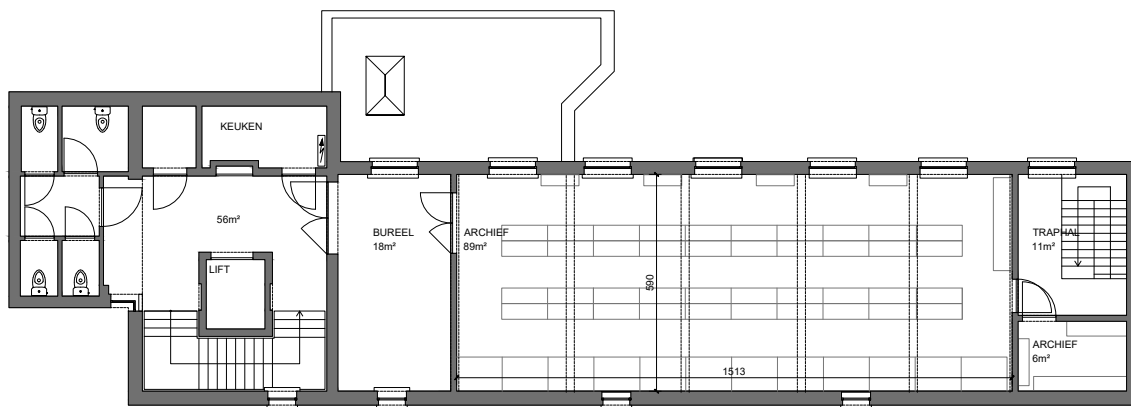 KEUKEN
56m²
LIFT
BUREEL
18m²
ARCHIEF
89m²
590
1513
TRAPHAL
11m²
ARCHIEF
6m²